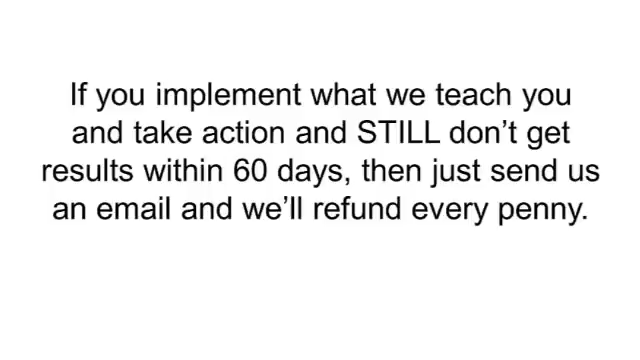 If you implement what we teach you
and take action and STILL don’t get
results within 60 days, then just send us
an email and we’ll refund every penny.